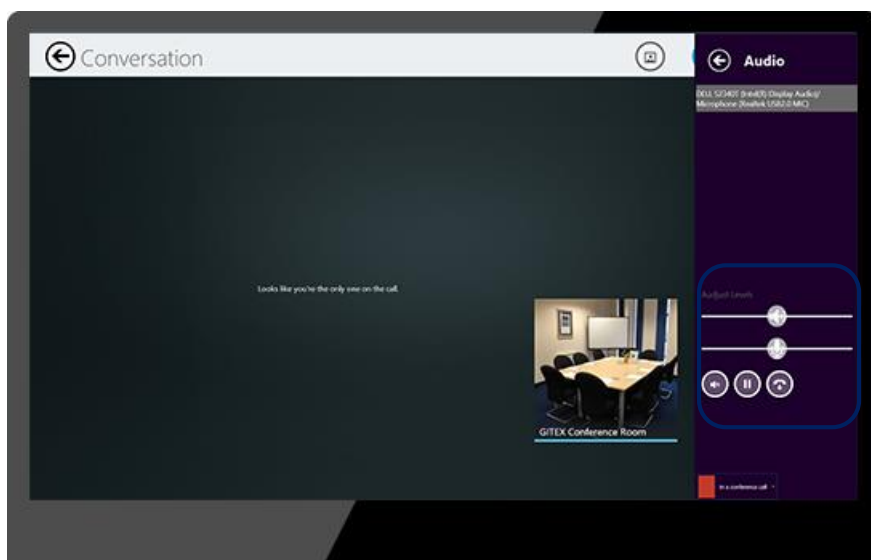 Conversation
Audio
DELL S2340T (Intel(R) Display Audio)/
Microphone (Realtek USB2.0 MIC)
Looks like you're the only one on the call.
Adjust Levels
GITEX Conference Room
In a conference call